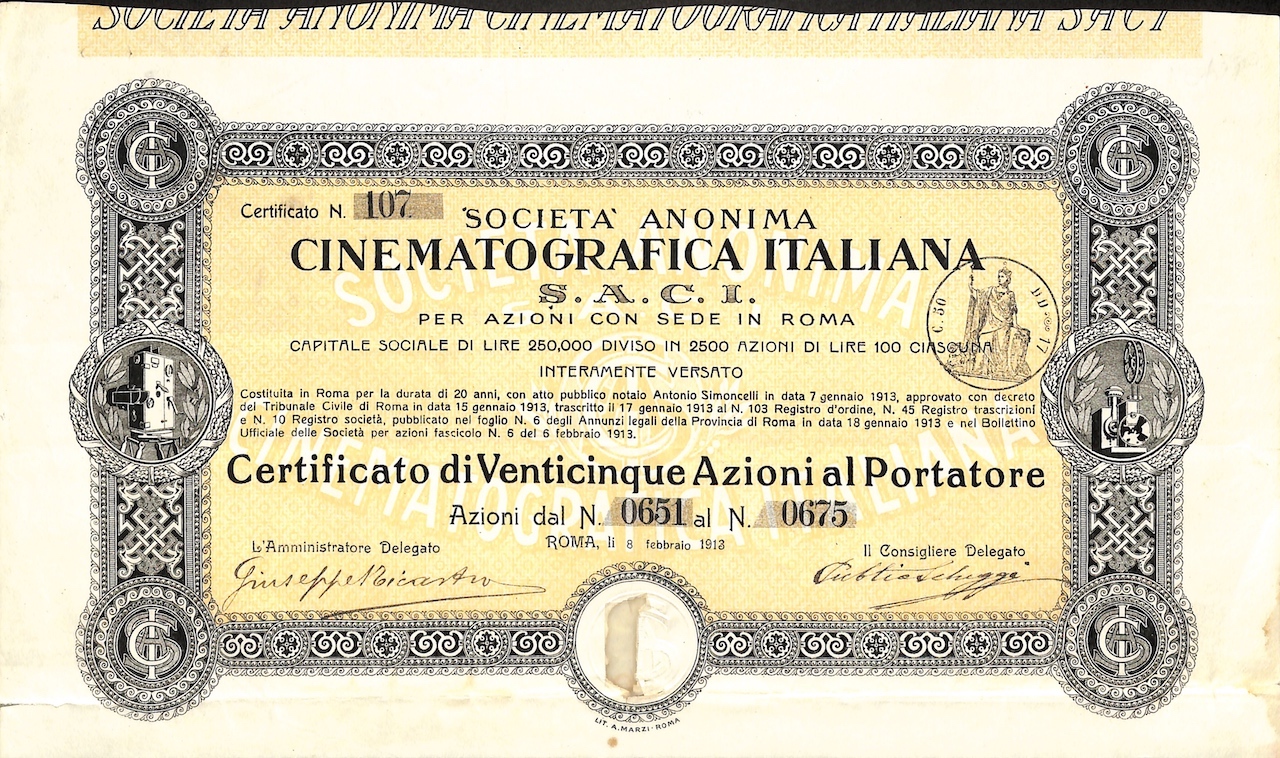 SOCIETÀ ANONIMA CINEMATOGRAFICA ITALIANA SACI
Certificato N. 107.
SOCIETA' ANONIMA
CINEMATOGRAFICA ITALIANA
S.A.C.I.
PER AZIONI CON SEDE IN ROMA
CAPITALE SOCIALE DI LIRE 250,000 DIVISO IN 2500 AZIONI DI LIRE 100 CIASCUNA
INTERAMENTE VERSATO
C. 50
Costituita in Roma per la durata di 20 anni, con atto pubblico notaio Antonio Simoncelli in data 7 gennaio 1913, approvato con decreto
del Tribunale Civile di Roma in data 15 gennaio 1913, trascritto il 17 gennaio 1913 al N. 103 Registro d'ordine, N. 45 Registro trascrizioni
e N. 10 Registro società, pubblicato nel foglio N. 6 degli Annunzi legali della Provincia di Roma in data 18 gennaio 1913 e nel Bollettino
Ufficiale delle Società per azioni fascicolo N. 6 del 6 febbraio 1913.
Certificato di Venticinque Azioni al Portatore
Azioni dal N. 0651 al N. 0675
ROMA, li 8 febbraio 1913
L'Amministratore Delegato
Il Consigliere Delegato
Giuseppe Nicastro
LIT. A. MARZI-ROMA